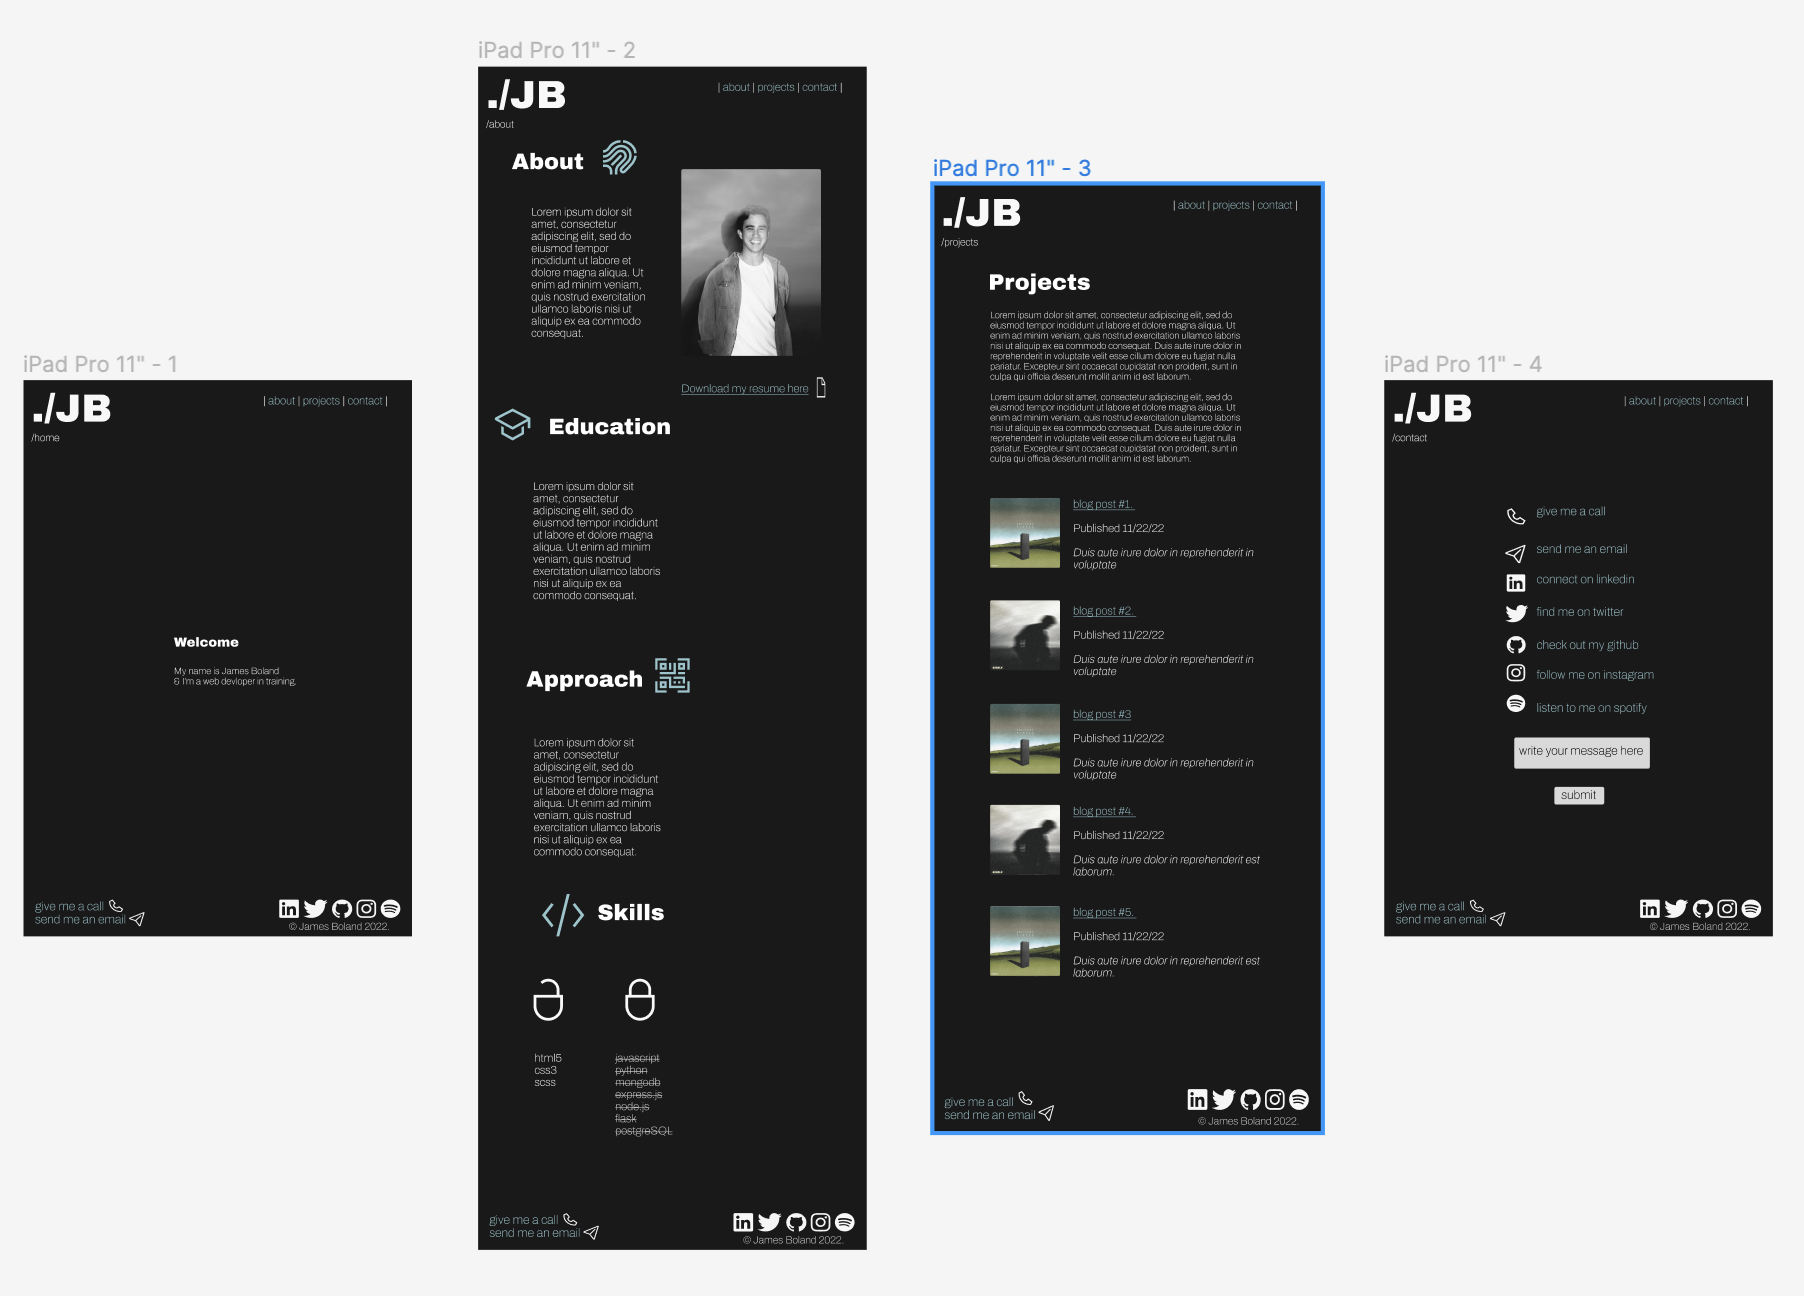 iPad Pro 11" - 1
./JB
| about | projects | contact |
/home
Welcome
My name is James Boland
& I'm a web devloper in training.
give me a call
send me an email
© James Boland 2022.
iPad Pro 11" - 2
./JB
| about | projects | contact |
/about
About
Lorem ipsum dolor sit
amet, consectetur
adipiscing elit, sed do
eiusmod tempor
incididunt ut labore et
dolore magna aliqua. Ut
enim ad minim veniam,
quis nostrud exercitation
ullamco laboris nisi ut
aliquip ex ea commodo
consequat.
Download my resume here
Education
Lorem ipsum dolor sit
amet, consectetur
adipiscing elit, sed do
eiusmod tempor incididunt
ut labore et dolore magna
aliqua. Ut enim ad minim
veniam, quis nostrud
exercitation ullamco laboris
nisi ut aliquip ex ea
commodo consequat.
Approach
Lorem ipsum dolor sit
amet, consectetur
adipiscing elit, sed do
eiusmod tempor incididunt
ut labore et dolore magna
aliqua. Ut enim ad minim
veniam, quis nostrud
exercitation ullamco laboris
nisi ut aliquip ex ea
commodo consequat.
Skills
html5
css3
scss
javascript
python
mongodb
express.js
node.js
flask
postgreSQL
give me a call
send me an email
© James Boland 2022.
iPad Pro 11" - 3
./JB
| about | projects | contact |
/projects
Projects
Lorem ipsum dolor sit amet, consectetur adipiscing elit, sed do
eiusmod tempor incididunt ut labore et dolore magna aliqua. Ut
enim ad minim veniam, quis nostrud exercitation ullamco laboris
nisi ut aliquip ex ea commodo consequat. Duis aute irure dolor in
reprehenderit in voluptate velit esse cillum dolore eu fugiat nulla
pariatur. Excepteur sint occaecat cupidatat non proident, sunt in
culpa qui officia deserunt mollit anim id est laborum.
Lorem ipsum dolor sit amet, consectetur adipiscing elit, sed do
eiusmod tempor incididunt ut labore et dolore magna aliqua. Ut
enim ad minim veniam, quis nostrud exercitation ullamco laboris
nisi ut aliquip ex ea commodo consequat. Duis aute irure dolor in
reprehenderit in voluptate velit esse cillum dolore eu fugiat nulla
pariatur. Excepteur sint occaecat cupidatat non proident, sunt in
culpa qui officia deserunt mollit anim id est laborum.
blog post #1.
Published 11/22/22
Duis aute irure dolor in reprehenderit in
voluptate
blog post #2.
Published 11/22/22
Duis aute irure dolor in reprehenderit in
voluptate
blog post #3
Published 11/22/22
Duis aute irure dolor in reprehenderit in
voluptate
blog post #4.
Published 11/22/22
Duis aute irure dolor in reprehenderit est
laborum.
blog post #5.
Published 11/22/22
Duis aute irure dolor in reprehenderit est
laborum.
give me a call
send me an email
© James Boland 2022.
iPad Pro 11" - 4
./JB
| about | projects | contact |
/contact
give me a call
send me an email
in
connect on linkedin
find me on twitter
check out my github
follow me on instagram
listen to me on spotify
write your message here
submit
give me a call
send me an email
© James Boland 2022.